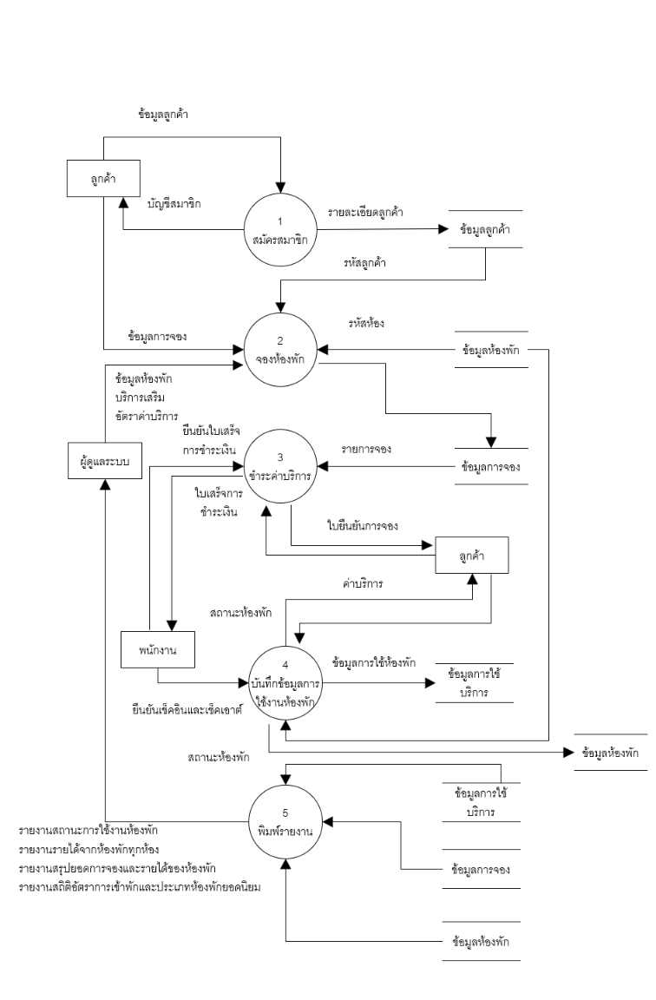 ข้อมูลลูกค้า
ลูกค้า
บัญชีสมาชิก
1
สมัครสมาชิก
รายละเอียดลูกค้า
ข้อมูลลูกค้า
รหัสลูกค้า
ข้อมูลการจอง
2
จองห้องพัก
รหัสห้อง
ข้อมูลห้องพัก
ข้อมูลห้องพัก
บริการเสริม
อัตราค่าบริการ
ผู้ดูแลระบบ
ยืนยันใบเสร็จ
การชำระเงิน
3
ชำระค่าบริการ
รายการจอง
ข้อมูลการจอง
ใบเสร็จการ
ชำระเงิน
ใบยืนยันการจอง
ลูกค้า
ค่าบริการ
สถานะห้องพัก
พนักงาน
4
บันทึกข้อมูลการ
ใช้งานห้องพัก
ข้อมูลการใช้ห้องพัก
ข้อมูลการใช้
บริการ
ยืนยันเช็คอินและเช็คเอาต์
สถานะห้องพัก
ข้อมูลห้องพัก
5
พิมพ์รายงาน
ข้อมูลการใช้
บริการ
รายงานสถานะการใช้งานห้องพัก
รายงานรายได้จากห้องพักทุกห้อง
รายงานสรุปยอดการจองและรายได้ของห้องพัก
รายงานสถิติอัตราการเข้าพักและประเภทห้องพักยอดนิยม
ข้อมูลการจอง
ข้อมูลห้องพัก